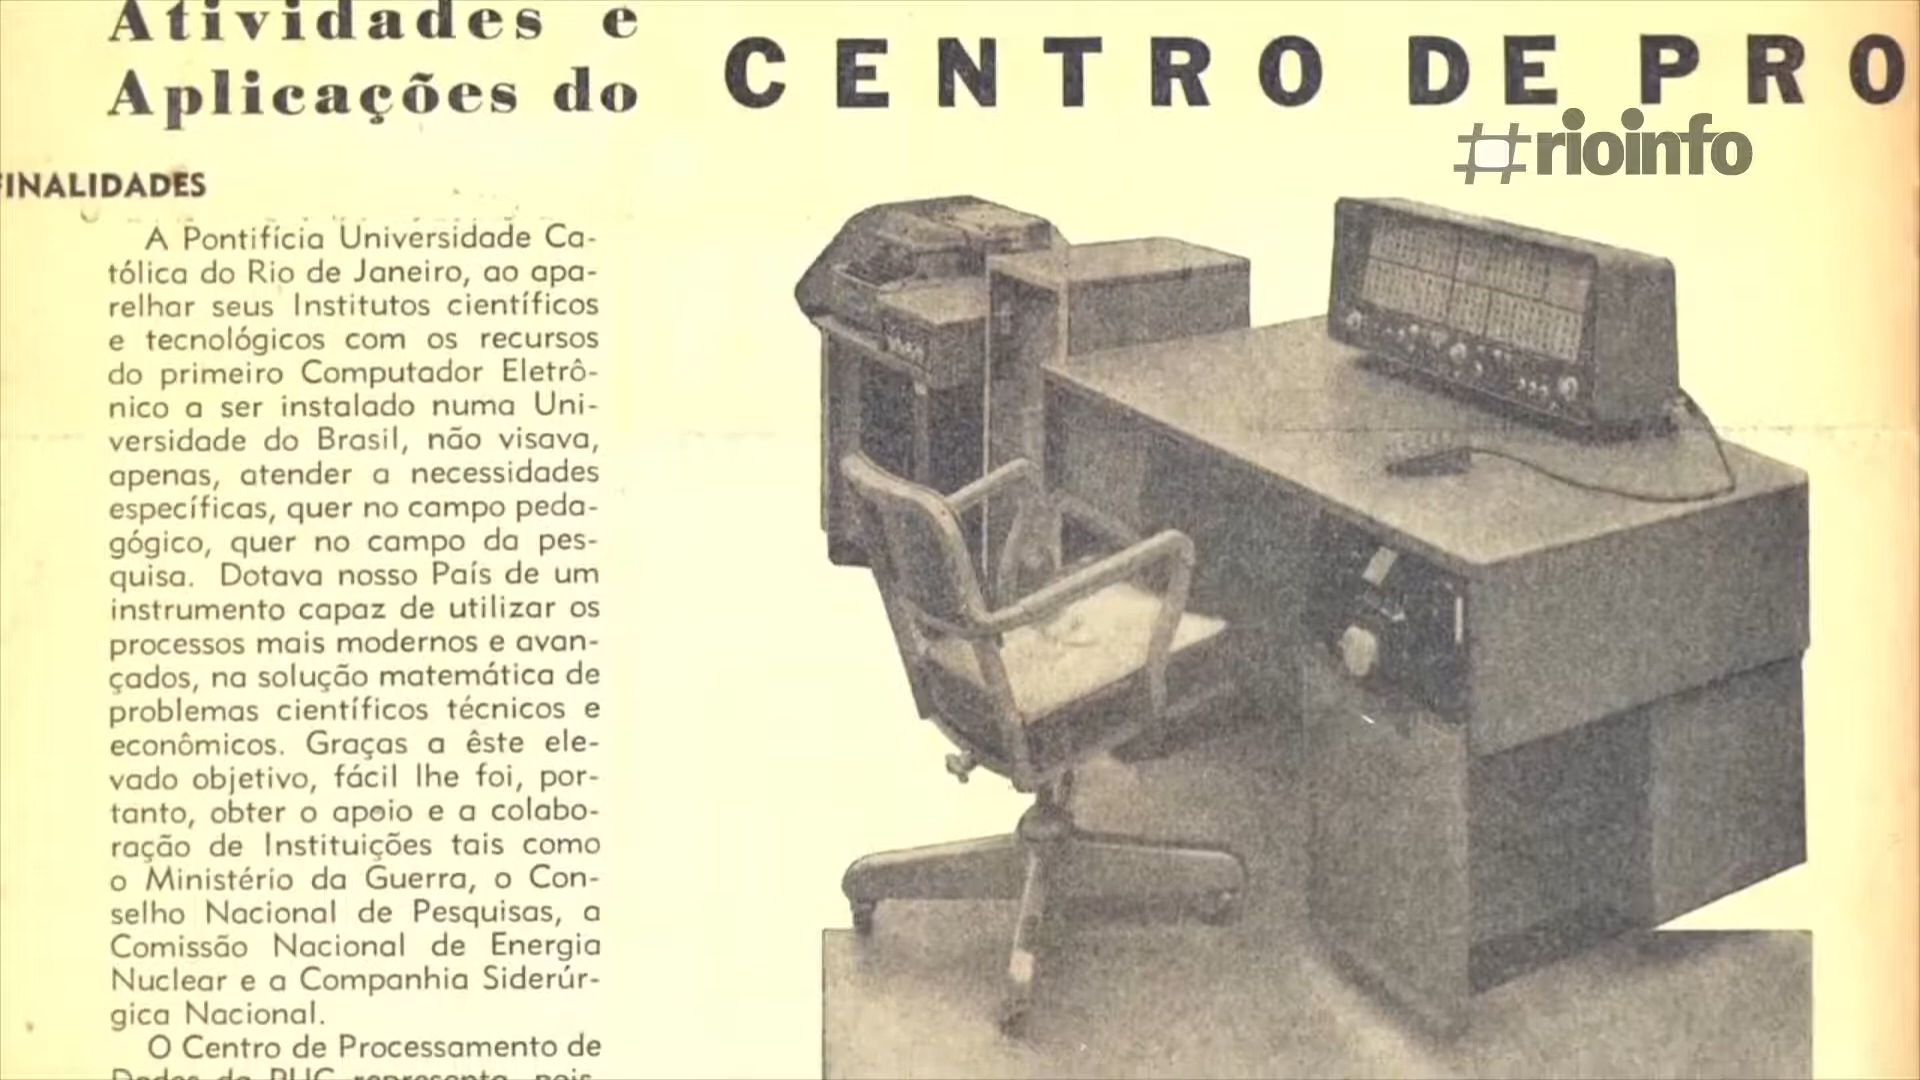 Atividades e
Aplicações do
CENTRO DE PRO
#rioinfo
FINALIDADES
A Pontifícia Universidade Ca-
tólica do Rio de Janeiro, ao apa-
relhar seus Institutos científicos
e tecnológicos com os recursos
do primeiro Computador Eletrô-
nico a ser instalado numa Uni-
versidade do Brasil, não visava,
apenas, atender a necessidades
específicas, quer no campo peda-
gógico, quer no campo da pes-
quisa. Dotava nosso País de um
instrumento capaz de utilizar os
processos mais modernos e avan-
çados, na solução matemática de
problemas científicos técnicos e
econômicos. Graças a êste ele-
vado objetivo, fácil lhe foi, por-
tanto, obter o apoio e a colabo-
ração de Instituições tais como
o Ministério da Guerra, o Con-
selho Nacional de Pesquisas, a
Comissão Nacional de Energia
Nuclear e a Companhia Siderúr-
gica Nacional.
O Centro de Processamento de
Dados da PUC representa, pois,